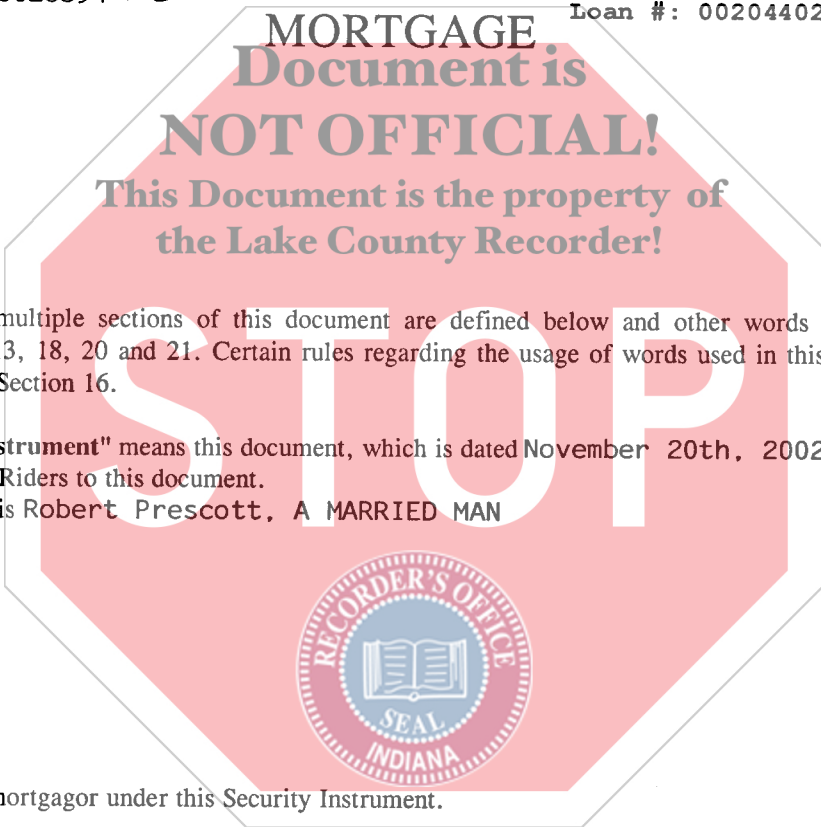 Loan #: 00204402
MORTGAGE
Document is
NOT OFFICIAL!
This Document is the property of
the Lake County Recorder!
multiple sections of this document are defined below and other words
3, 18, 20 and 21. Certain rules regarding the usage of words used in this
Section 16.
strument" means this document, which is dated November 20th, 2002
Riders to this document.
is Robert Prescott, A MARRIED MAN
STOP
RECORDER'S OFFICE
SEAL
INDIANA
mortgagor under this Security Instrument.